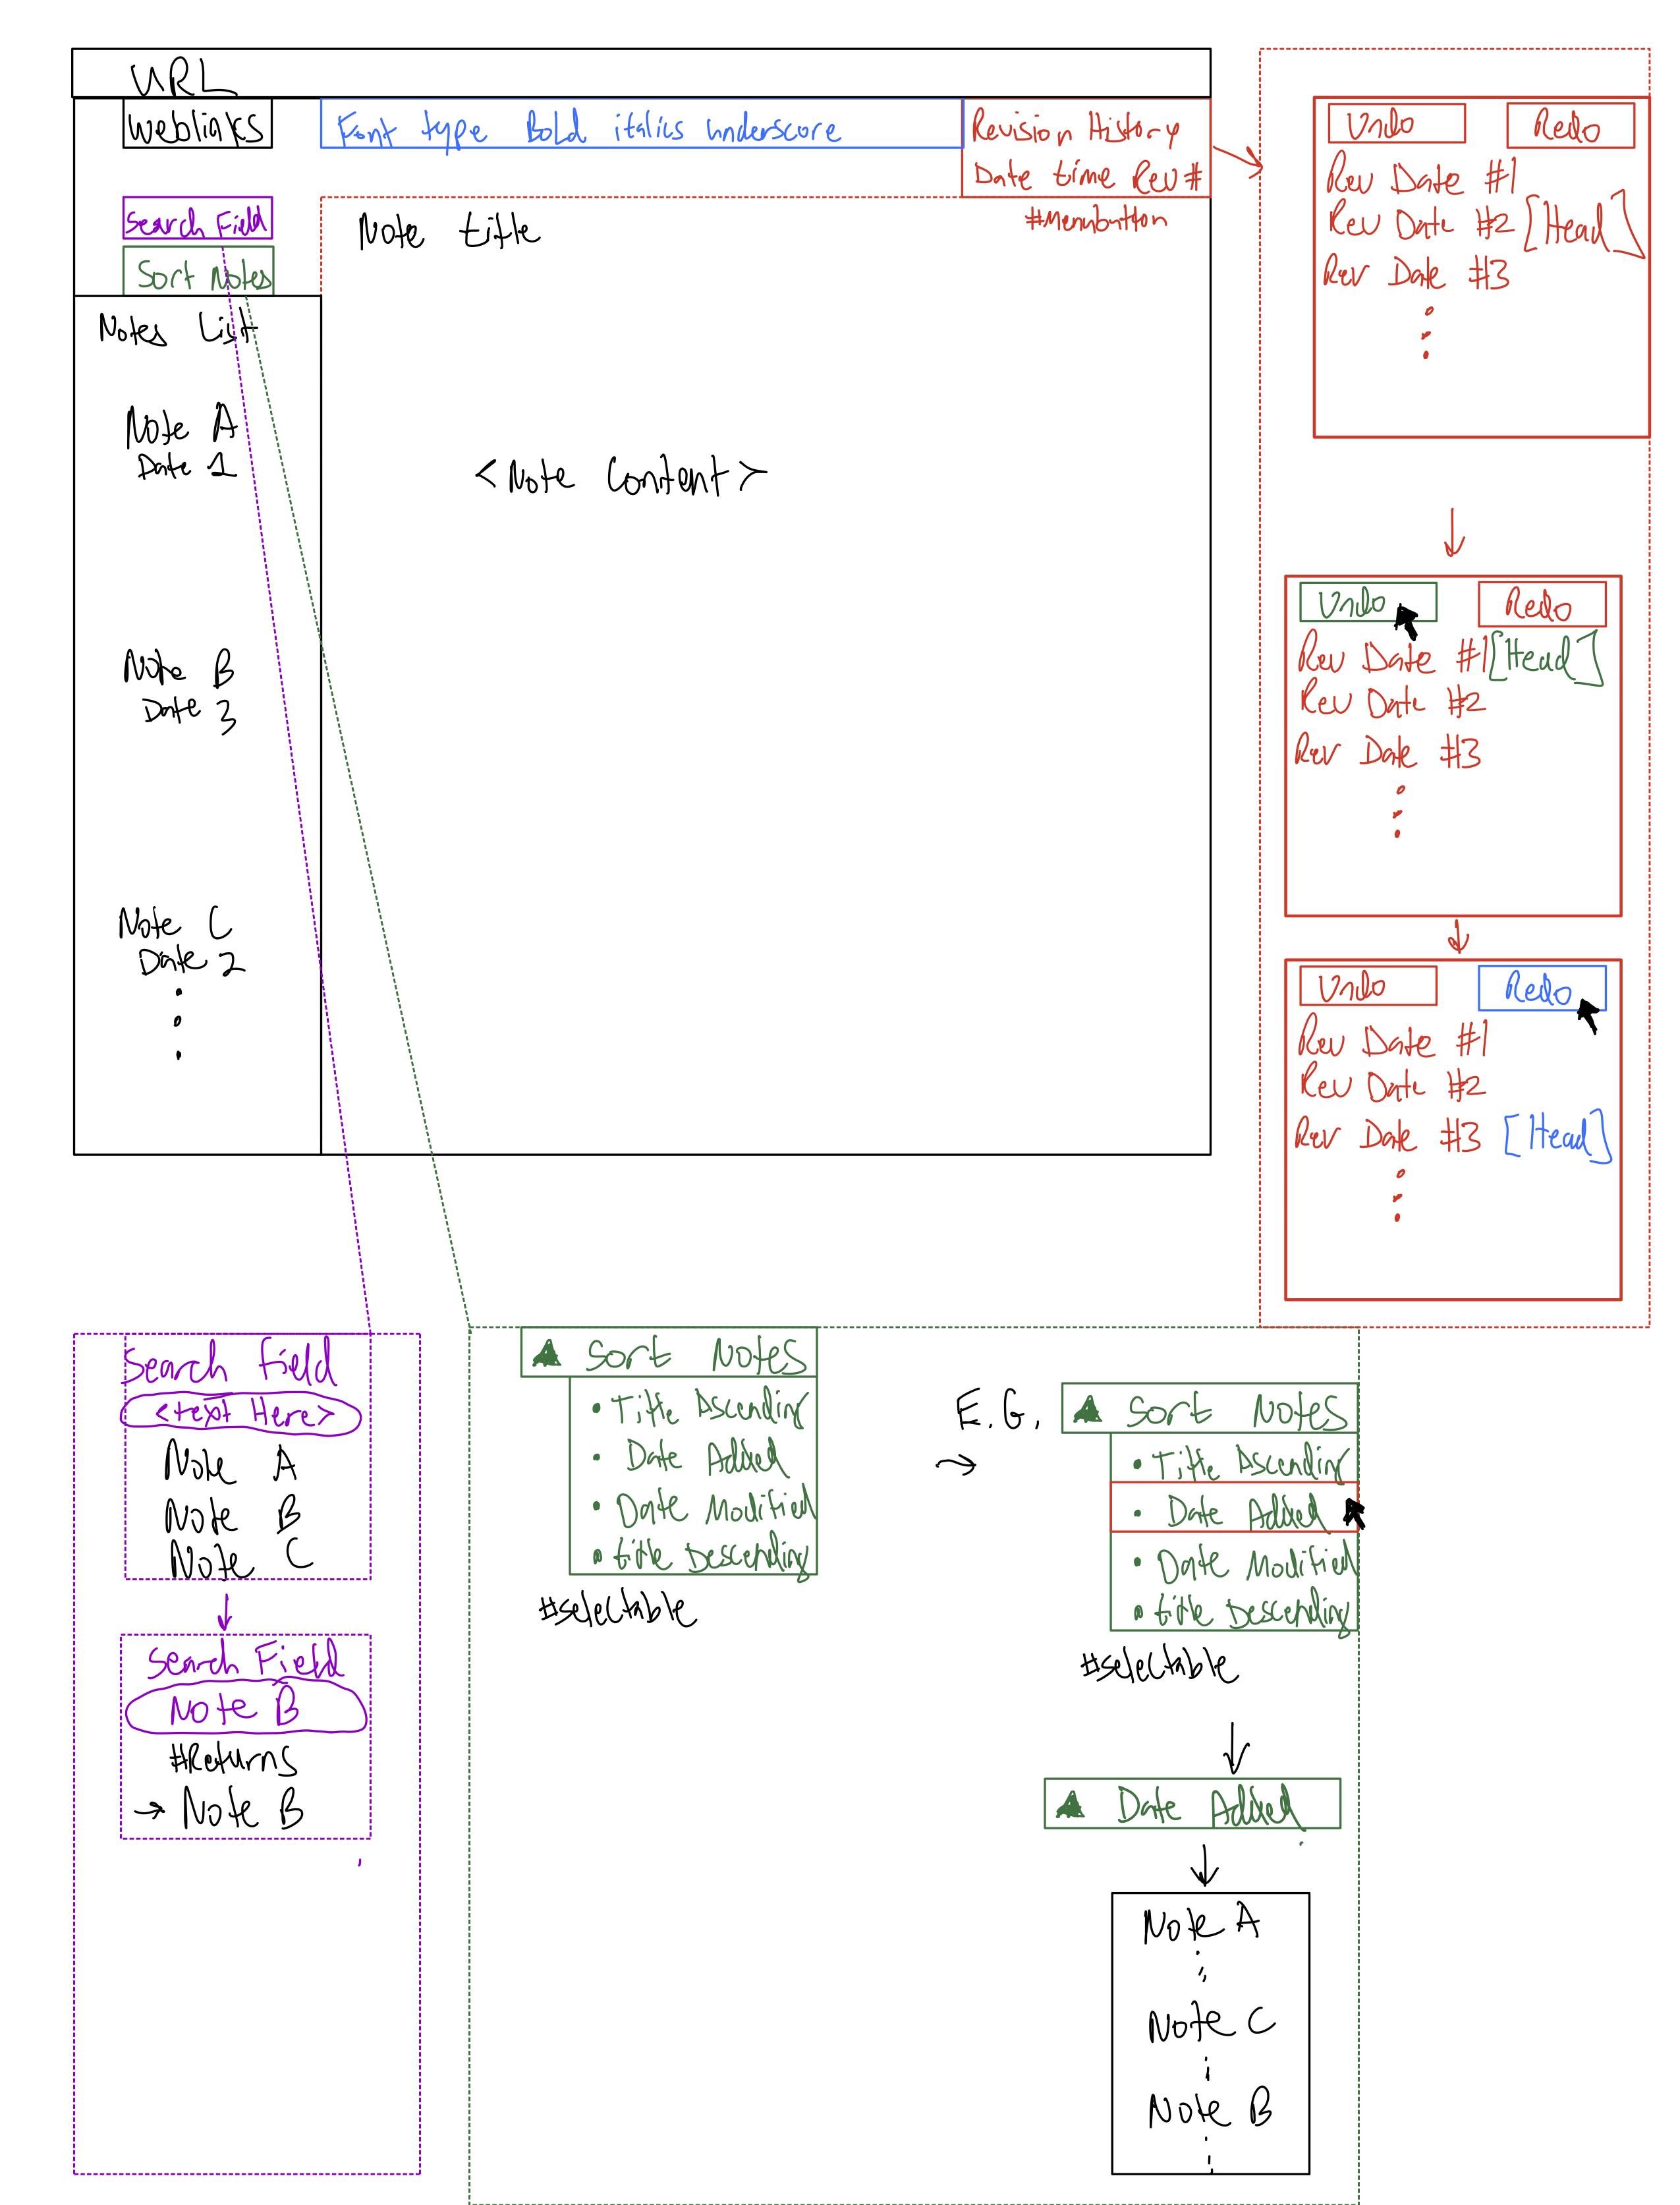 URL
Weblinks
Font type Bold italics underscore
Revision History
Date time Rev #
#Menubutton
Search Field
Sort Notes
Note title
Notes List
Note A
Date 1
<Note Content>
Note B
Date 3
Note C
Date 2
Undo Redo
Rev Date #1
Rev Date #2 [Head]
Rev Date #3
Undo Redo
Rev Date #1 [Head]
Rev Date #2
Rev Date #3
Undo Redo
Rev Date #1
Rev Date #2
Rev Date #3 [Head]
Search Field
<text Here>
Note A
Note B
Note C
Search Field
Note B
#Returns
→ Note B
Sort Notes
• Title Ascending
• Date Added
• Date Modified
• title Descending
#selectable
E.G.
Sort Notes
• Title Ascending
• Date Added
• Date Modified
• title Descending
#selectable
Date Added
Note A
Note C
Note B